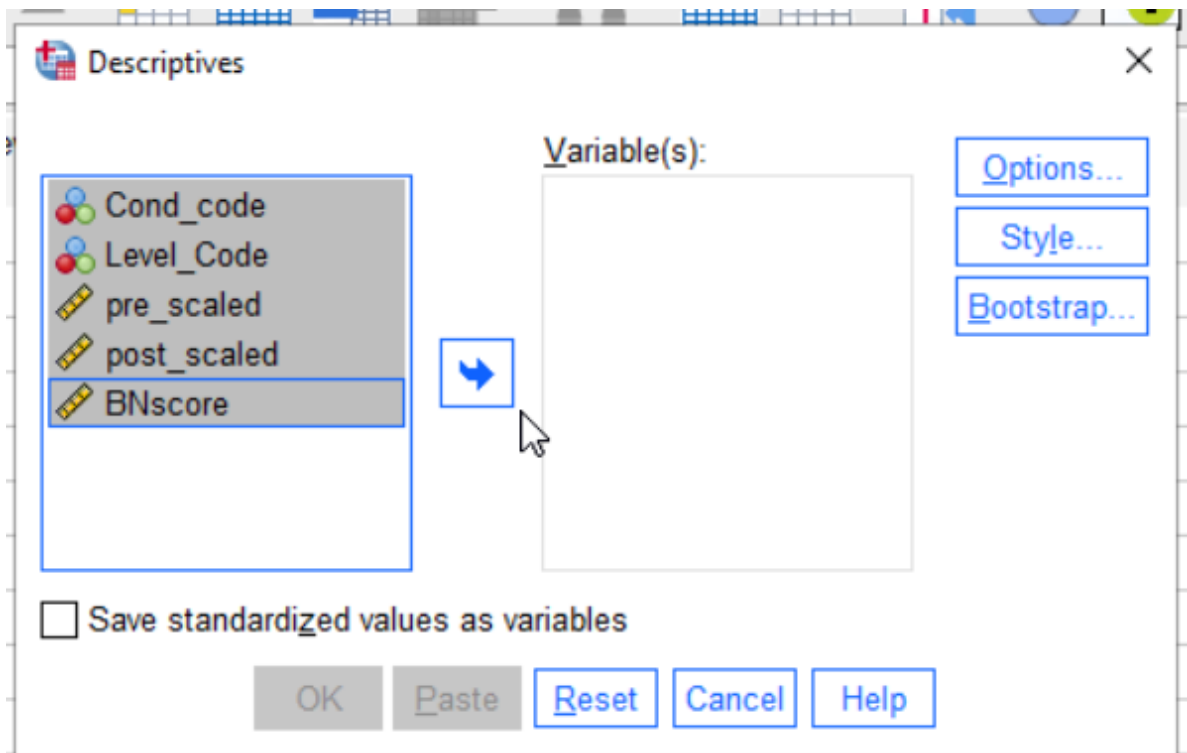 Descriptives
Variable(s):
Cond_code
Level_Code
pre_scaled
post_scaled
BNscore
Options...
Style...
Bootstrap...
Save standardized values as variables
OK Paste Reset Cancel Help